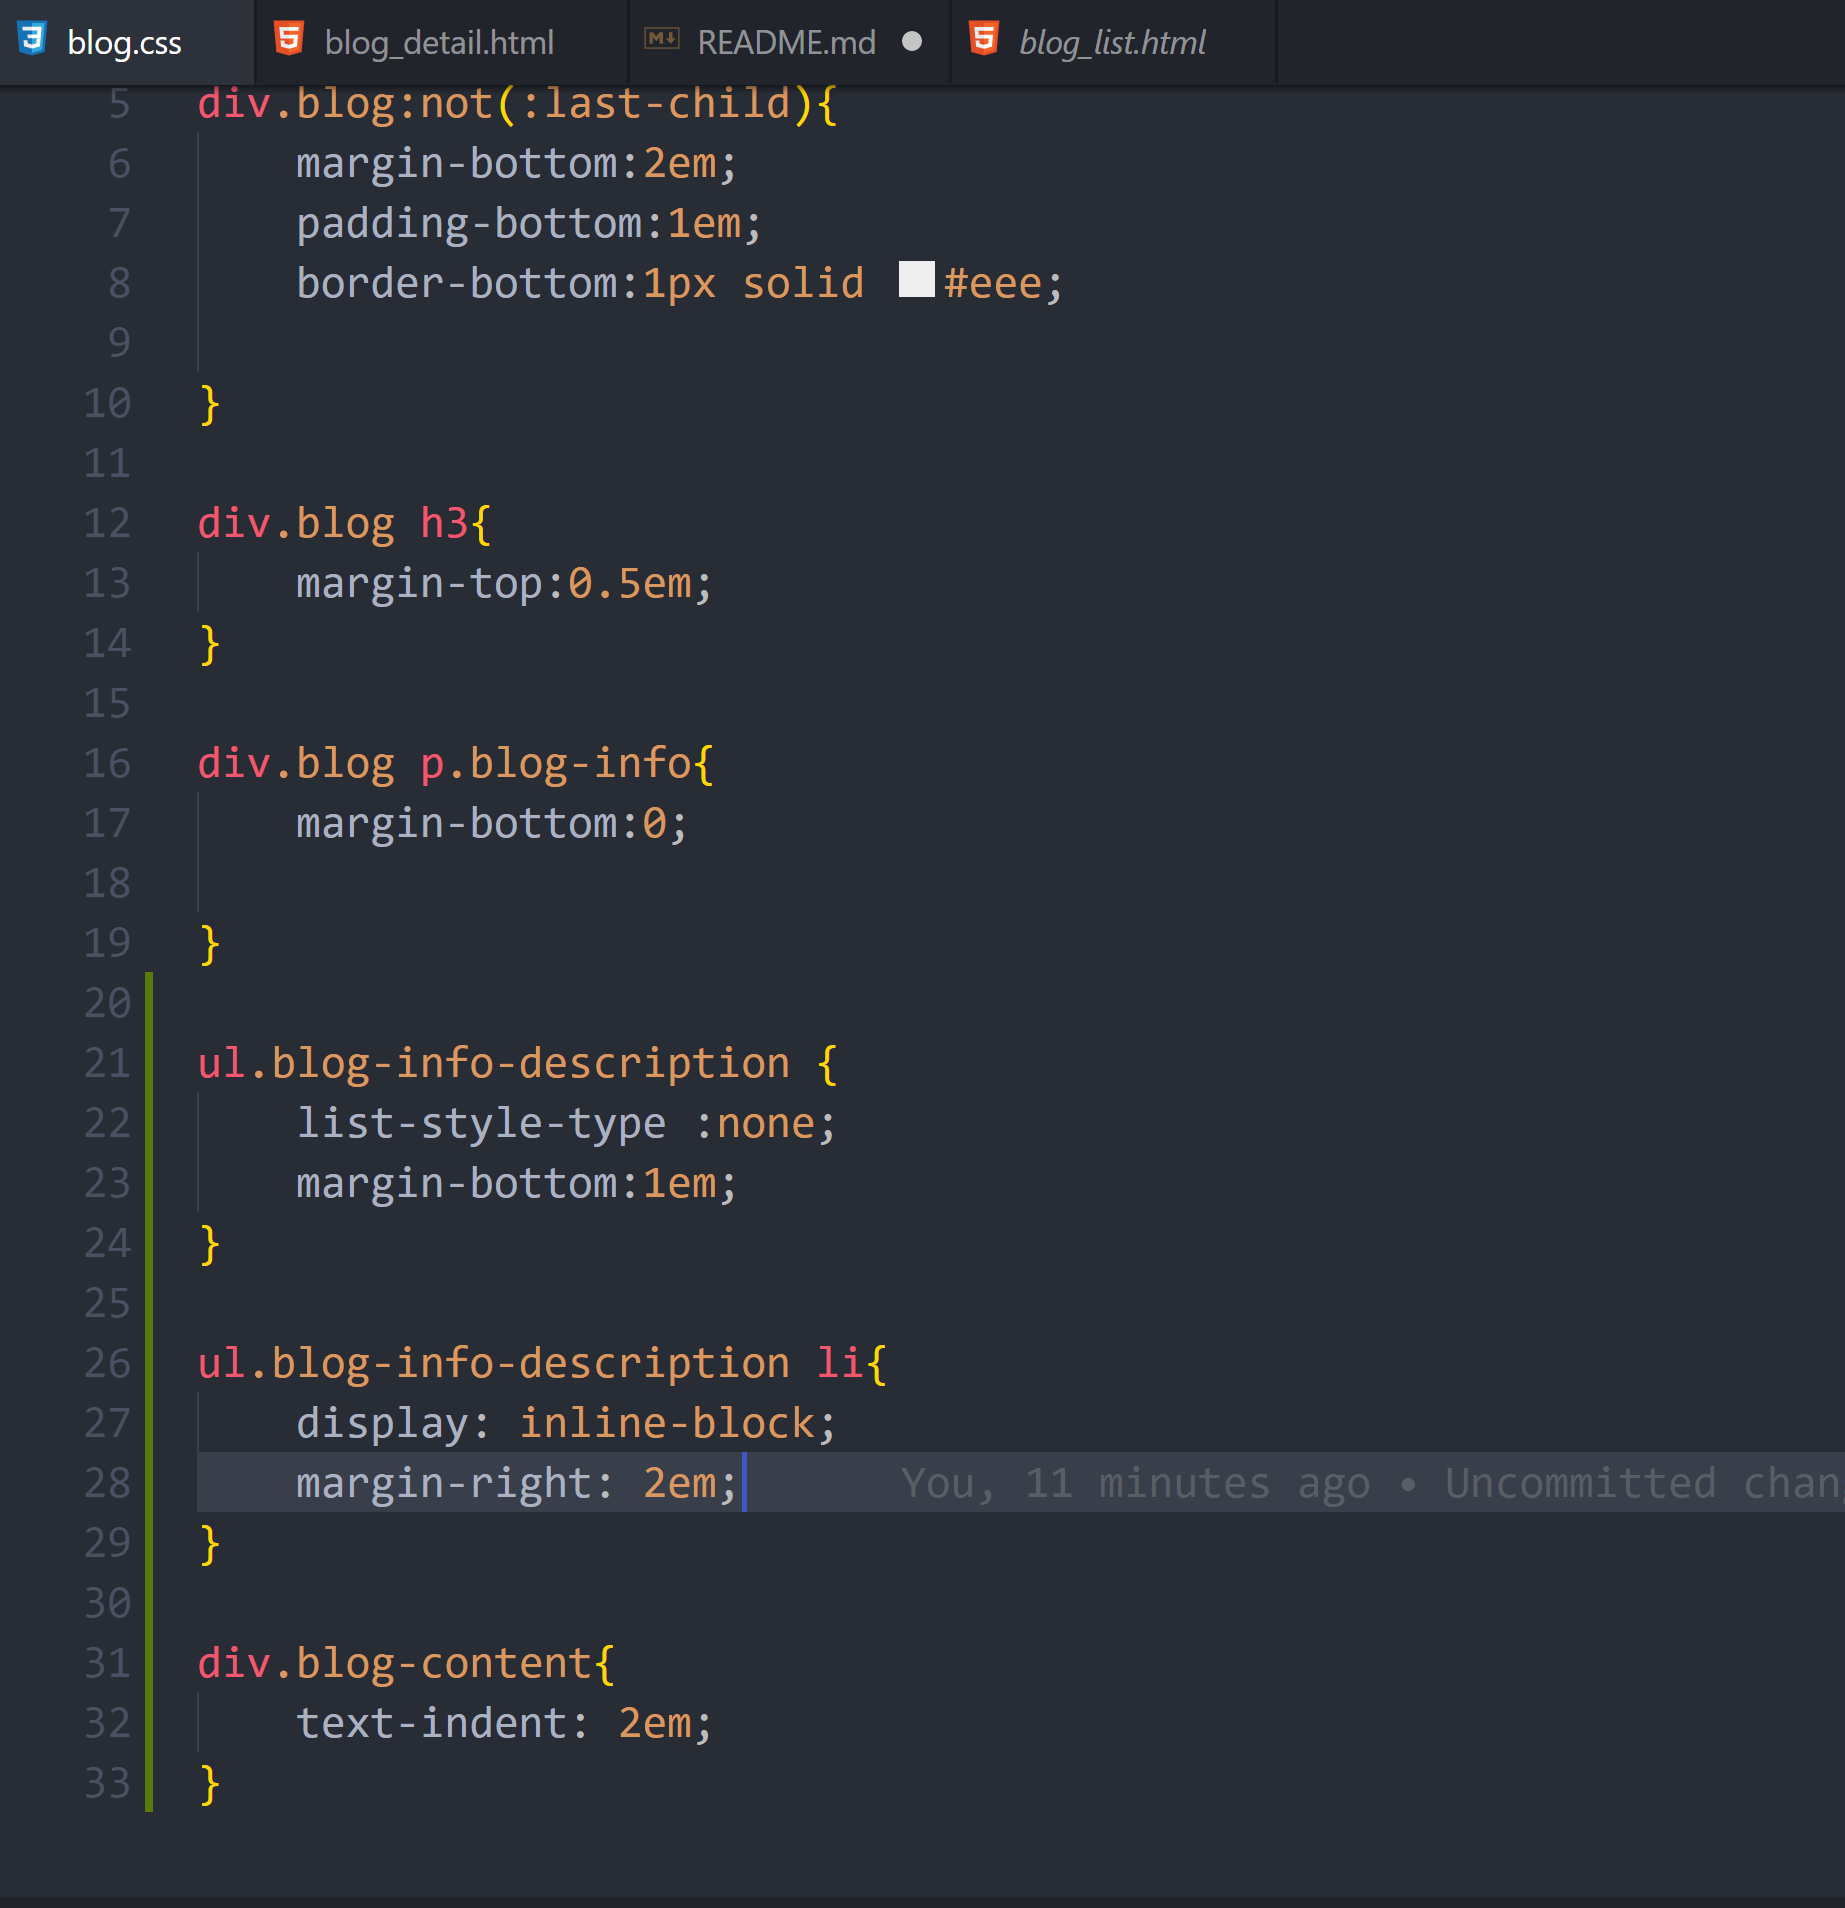 blog.css blog_detail.html README.md blog_list.html
5 div.blog:not(:last-child){
6 margin-bottom:2em;
7 padding-bottom:1em;
8 border-bottom:1px solid #eee;
9
10 }
11
12 div.blog h3{
13 margin-top:0.5em;
14 }
15
16 div.blog p.blog-info{
17 margin-bottom:0;
18
19 }
20
21 ul.blog-info-description {
22 list-style-type :none;
23 margin-bottom:1em;
24 }
25
26 ul.blog-info-description li{
27 display: inline-block;
28 margin-right: 2em; You, 11 minutes ago • Uncommitted
29 }
30
31 div.blog-content{
32 text-indent: 2em;
33 }